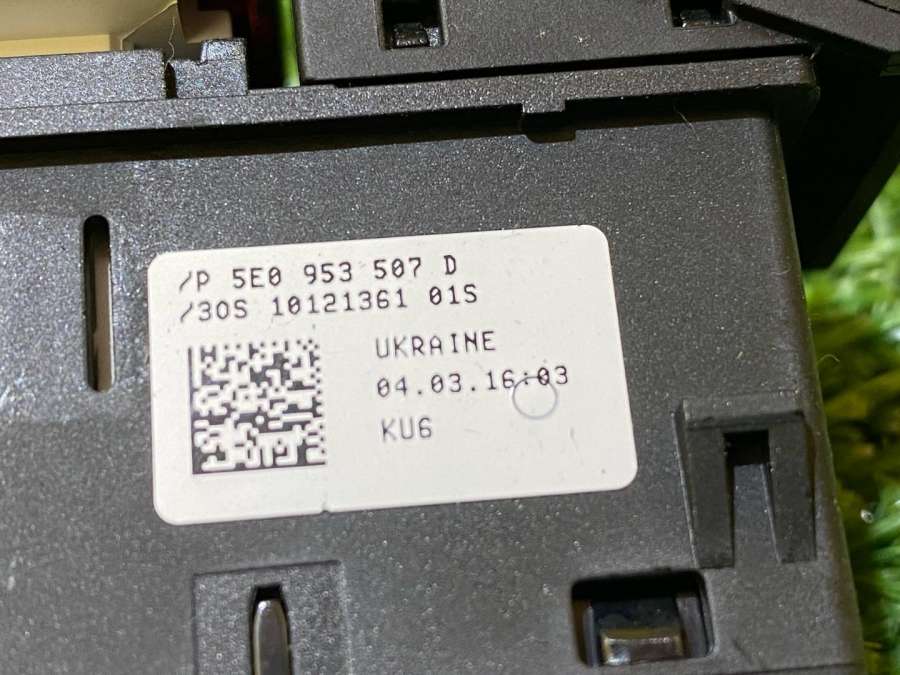 /P 5E0 953 507 D
/30S 10121361 01S
UKRAINE
04.03.16:03
KU6